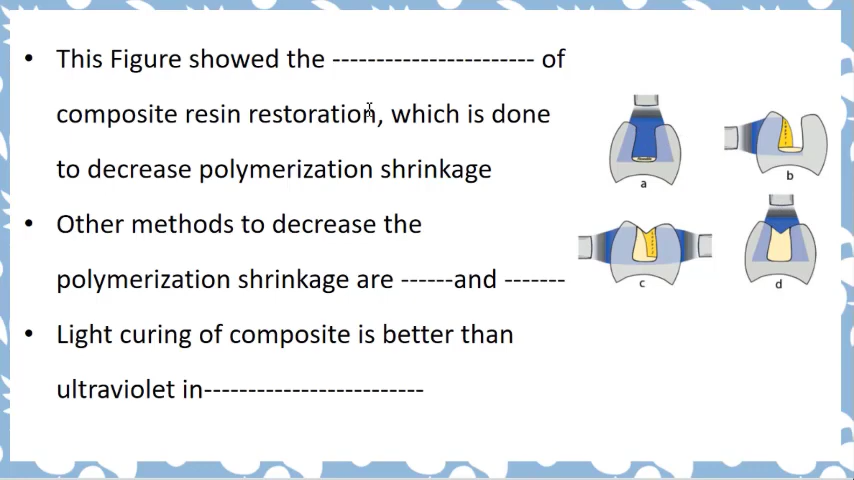 • This Figure showed the ----------------------- of
composite resin restoration, which is done
to decrease polymerization shrinkage
• Other methods to decrease the
polymerization shrinkage are ------and -------
• Light curing of composite is better than
ultraviolet in-------------------------
a
b
c
d